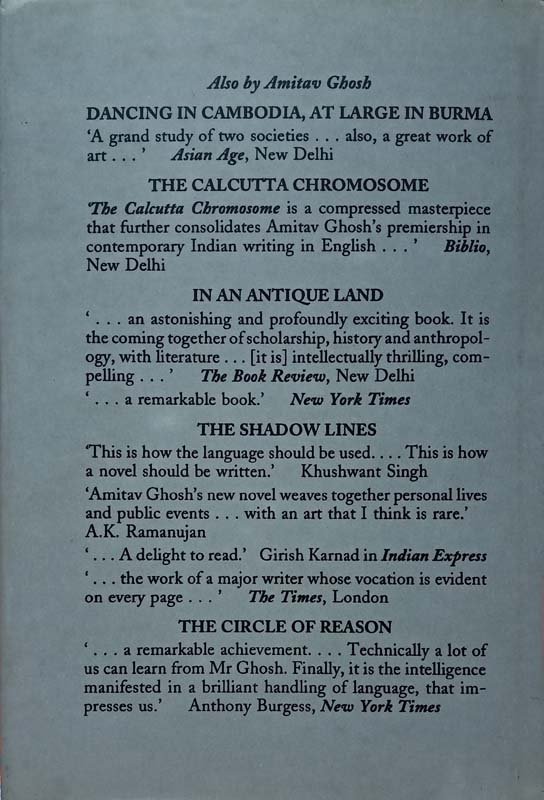 Also by Amitav Ghosh
DANCING IN CAMBODIA, AT LARGE IN BURMA
‘A grand study of two societies . . . also, a great work of
art . . . ’ Asian Age, New Delhi
THE CALCUTTA CHROMOSOME
‘The Calcutta Chromosome is a compressed masterpiece
that further consolidates Amitav Ghosh’s premiership in
contemporary Indian writing in English . . . ’ Biblio,
New Delhi
IN AN ANTIQUE LAND
‘ . . . an astonishing and profoundly exciting book. It is
the coming together of scholarship, history and anthropol-
ogy, with literature . . . [it is] intellectually thrilling, com-
pelling . . . ’ The Book Review, New Delhi
‘ . . . a remarkable book.’ New York Times
THE SHADOW LINES
‘This is how the language should be used. . . . This is how
a novel should be written.’ Khushwant Singh
‘Amitav Ghosh’s new novel weaves together personal lives
and public events . . . with an art that I think is rare.’
A.K. Ramanujan
‘ . . . A delight to read.’ Girish Karnad in Indian Express
‘ . . . the work of a major writer whose vocation is evident
on every page . . . ’ The Times, London
THE CIRCLE OF REASON
‘ . . . a remarkable achievement. . . . Technically a lot of
us can learn from Mr Ghosh. Finally, it is the intelligence
manifested in a brilliant handling of language, that im-
presses us.’ Anthony Burgess, New York Times